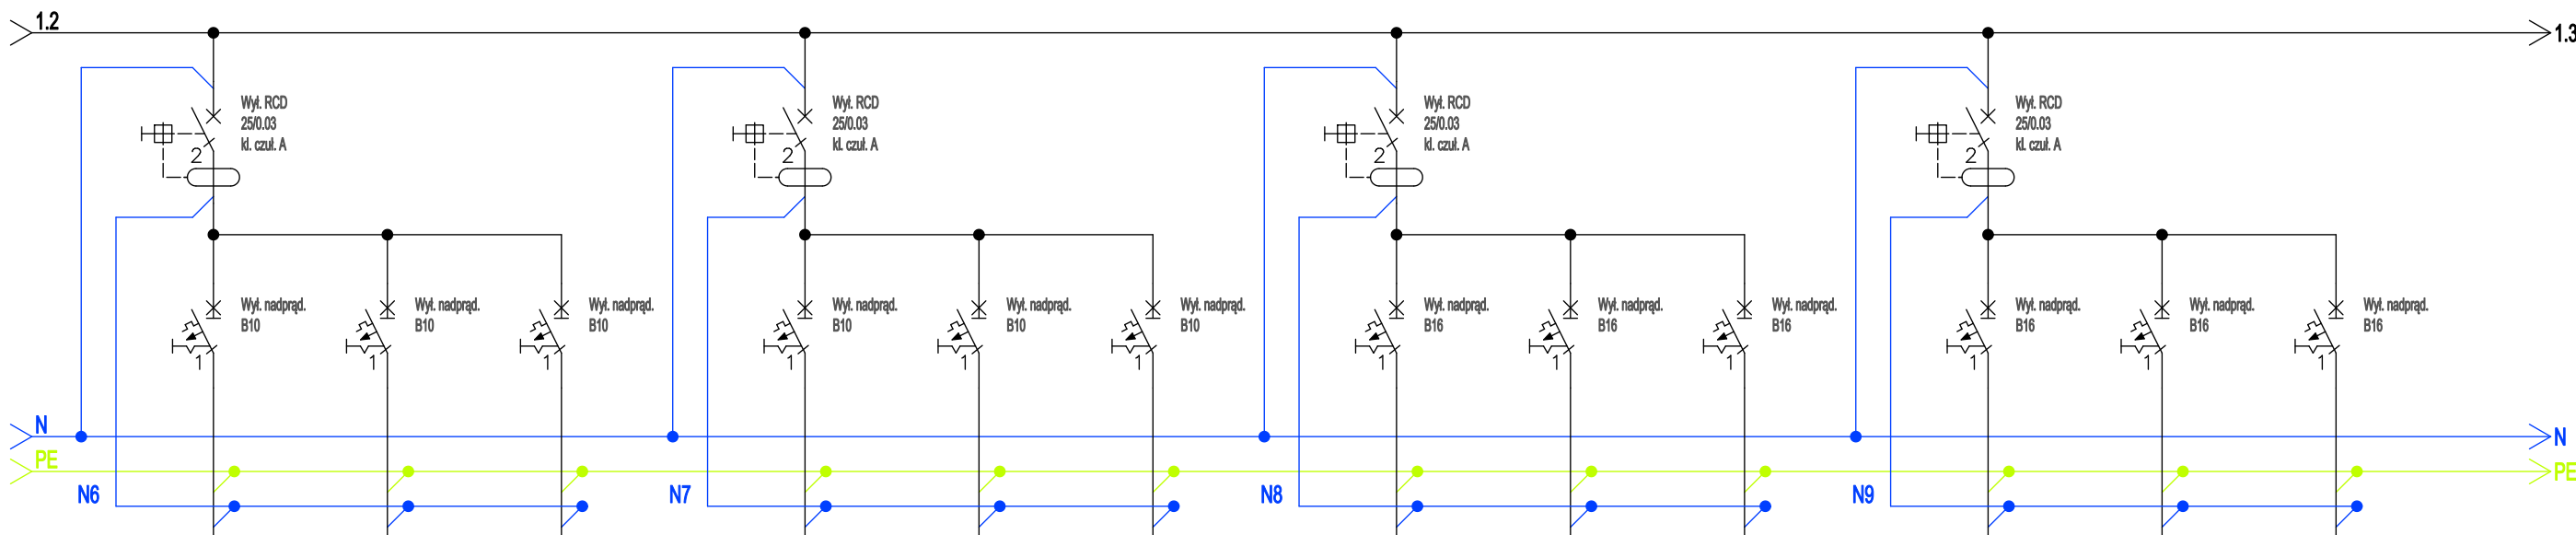 1.2
1.3
Wył. RCD
25/0.03
kl. czuł. A
2
Wył. RCD
25/0.03
kl. czuł. A
2
Wył. RCD
25/0.03
kl. czuł. A
2
Wył. RCD
25/0.03
kl. czuł. A
2
Wył. nadprąd.
B10
1
Wył. nadprąd.
B10
1
Wył. nadprąd.
B10
1
Wył. nadprąd.
B10
1
Wył. nadprąd.
B10
1
Wył. nadprąd.
B10
1
Wył. nadprąd.
B16
1
Wył. nadprąd.
B16
1
Wył. nadprąd.
B16
1
Wył. nadprąd.
B16
1
Wył. nadprąd.
B16
1
Wył. nadprąd.
B16
1
N
N
PE
PE
N6
N7
N8
N9